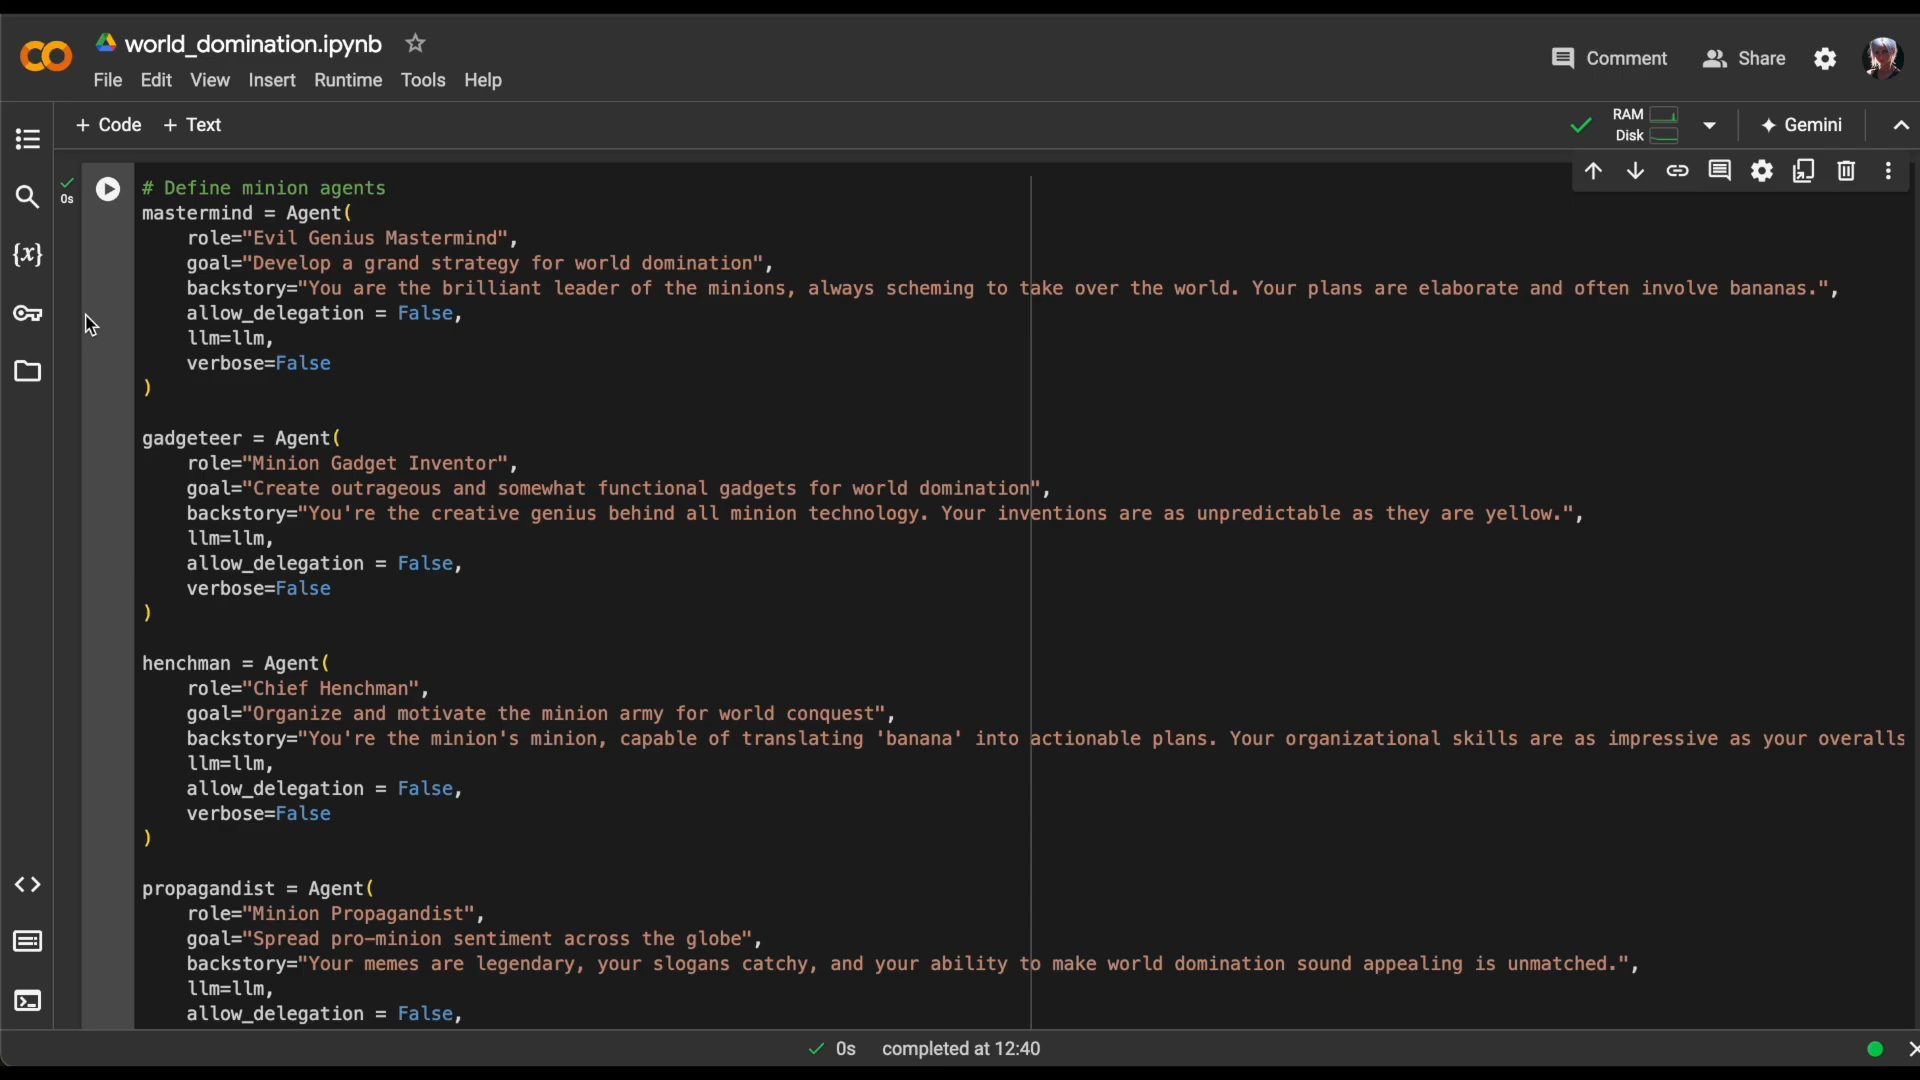 world_domination.ipynb
File Edit View Insert Runtime Tools Help
Comment Share
+ Code + Text
RAM
Disk
Gemini
0s
# Define minion agents
mastermind = Agent(
    role="Evil Genius Mastermind",
    goal="Develop a grand strategy for world domination",
    backstory="You are the brilliant leader of the minions, always scheming to take over the world. Your plans are elaborate and often involve bananas.",
    allow_delegation = False,
    llm=llm,
    verbose=False
)
gadgeteer = Agent(
    role="Minion Gadget Inventor",
    goal="Create outrageous and somewhat functional gadgets for world domination",
    backstory="You're the creative genius behind all minion technology. Your inventions are as unpredictable as they are yellow.",
    llm=llm,
    allow_delegation = False,
    verbose=False
)
henchman = Agent(
    role="Chief Henchman",
    goal="Organize and motivate the minion army for world conquest",
    backstory="You're the minion's minion, capable of translating 'banana' into actionable plans. Your organizational skills are as impressive as your overalls
    llm=llm,
    allow_delegation = False,
    verbose=False
)
propagandist = Agent(
    role="Minion Propagandist",
    goal="Spread pro-minion sentiment across the globe",
    backstory="Your memes are legendary, your slogans catchy, and your ability to make world domination sound appealing is unmatched.",
    llm=llm,
    allow_delegation = False,
0s completed at 12:40